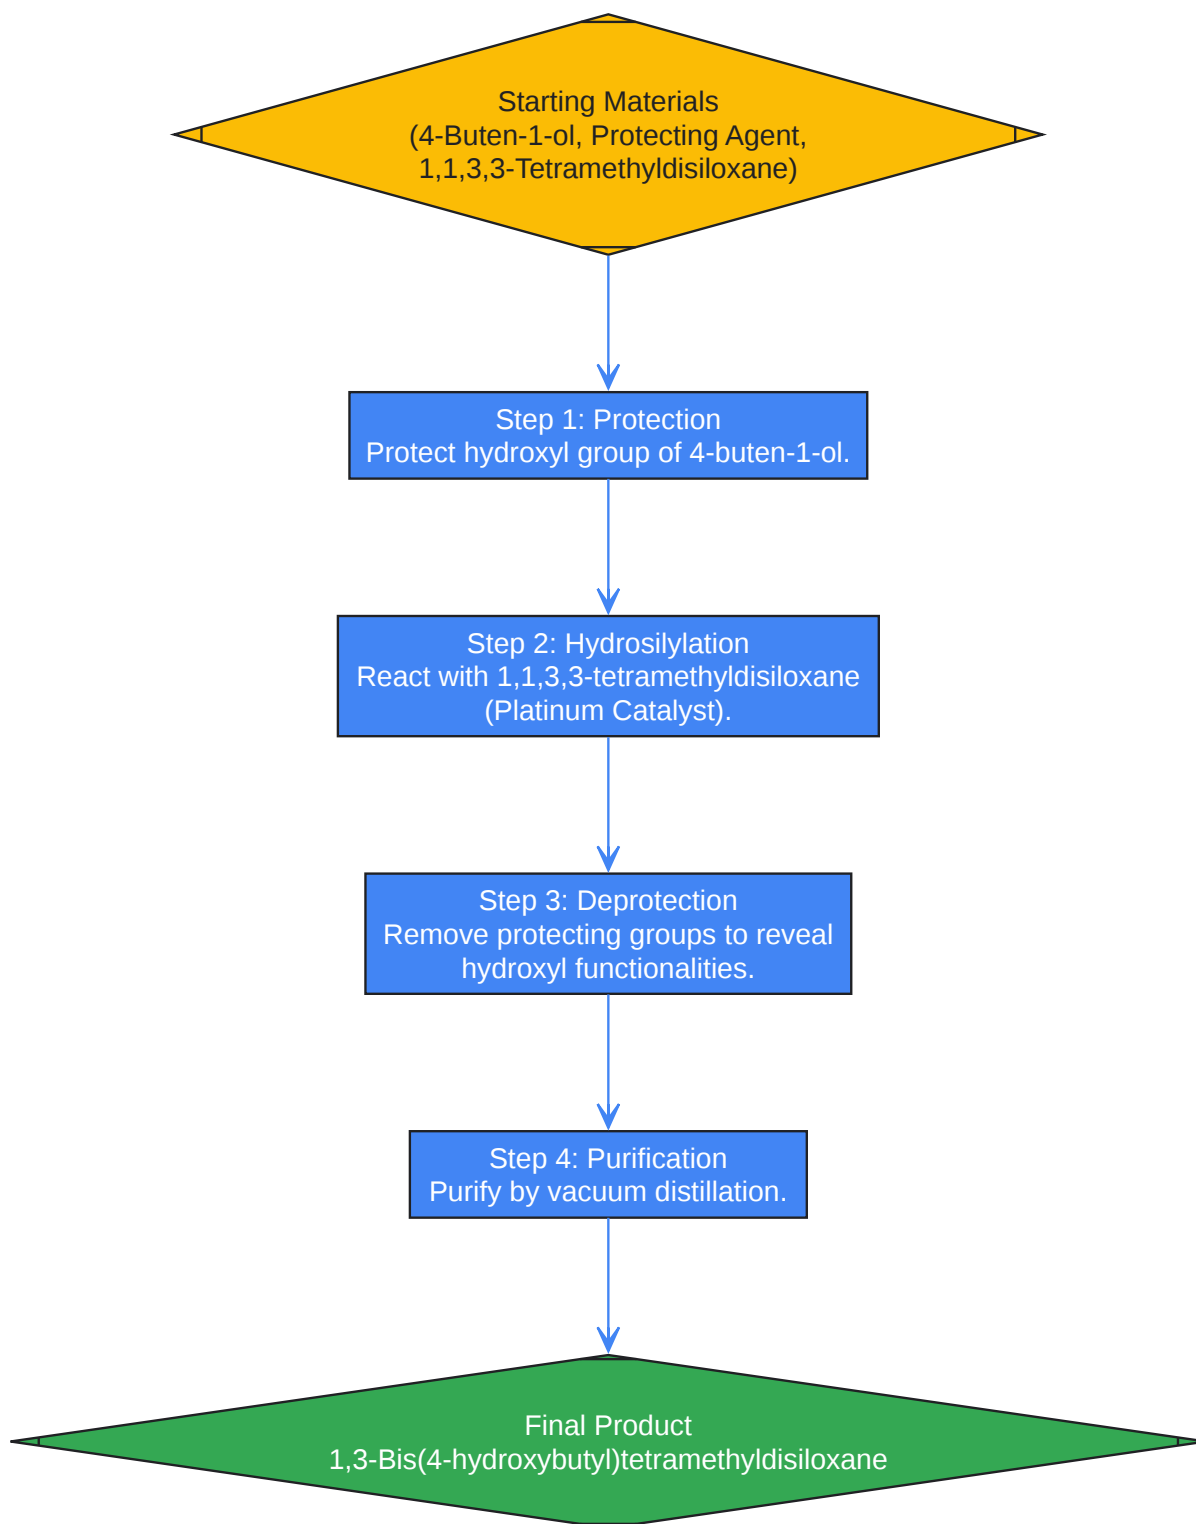 Starting Materials
(4-Buten-1-ol, Protecting Agent,
1,1,3,3-Tetramethyldisiloxane)
Step 1: Protection
Protect hydroxyl group of 4-buten-1-ol.
Step 2: Hydrosilylation
React with 1,1,3,3-tetramethyldisiloxane
(Platinum Catalyst).
Step 3: Deprotection
Remove protecting groups to reveal
hydroxyl functionalities.
Step 4: Purification
Purify by vacuum distillation.
Final Product
1,3-Bis(4-hydroxybutyl)tetramethyldisiloxane